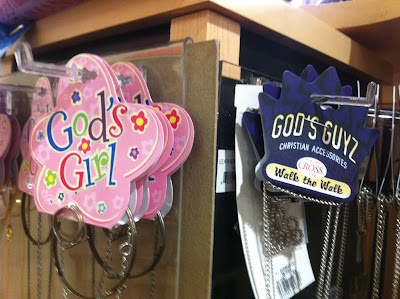 God's
Girl
GOD'S GUYZ
CHRISTIAN ACCESSORIES
CROSS
Walk the Walk